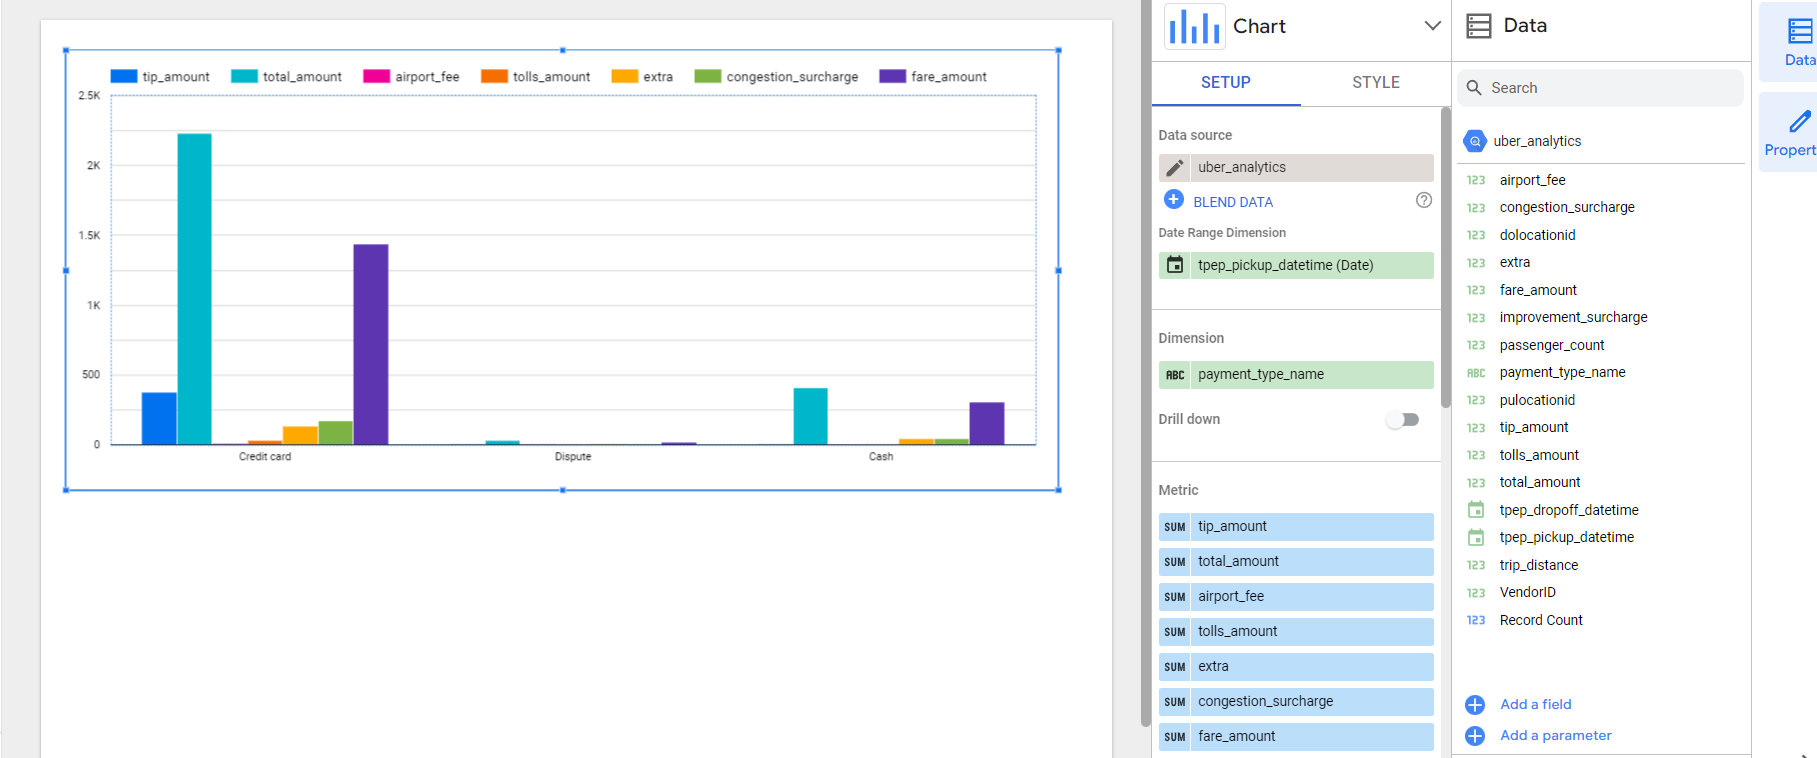 tip_amount total_amount airport_fee tolls_amount extra congestion_surcharge fare_amount
2.5K
2K
1.5K
1K
500
0
Credit card Dispute Cash
Chart
SETUP STYLE
Data source
uber_analytics
BLEND DATA
Date Range Dimension
tpep_pickup_datetime (Date)
Dimension
ABC payment_type_name
Drill down
Metric
SUM tip_amount
SUM total_amount
SUM airport_fee
SUM tolls_amount
SUM extra
SUM congestion_surcharge
SUM fare_amount
Data
Search
uber_analytics
123 airport_fee
123 congestion_surcharge
123 dolocationid
123 extra
123 fare_amount
123 improvement_surcharge
123 passenger_count
ABC payment_type_name
123 pulocationid
123 tip_amount
123 tolls_amount
123 total_amount
tpep_dropoff_datetime
tpep_pickup_datetime
123 trip_distance
123 VendorID
123 Record Count
Add a field
Add a parameter
Data
Propert